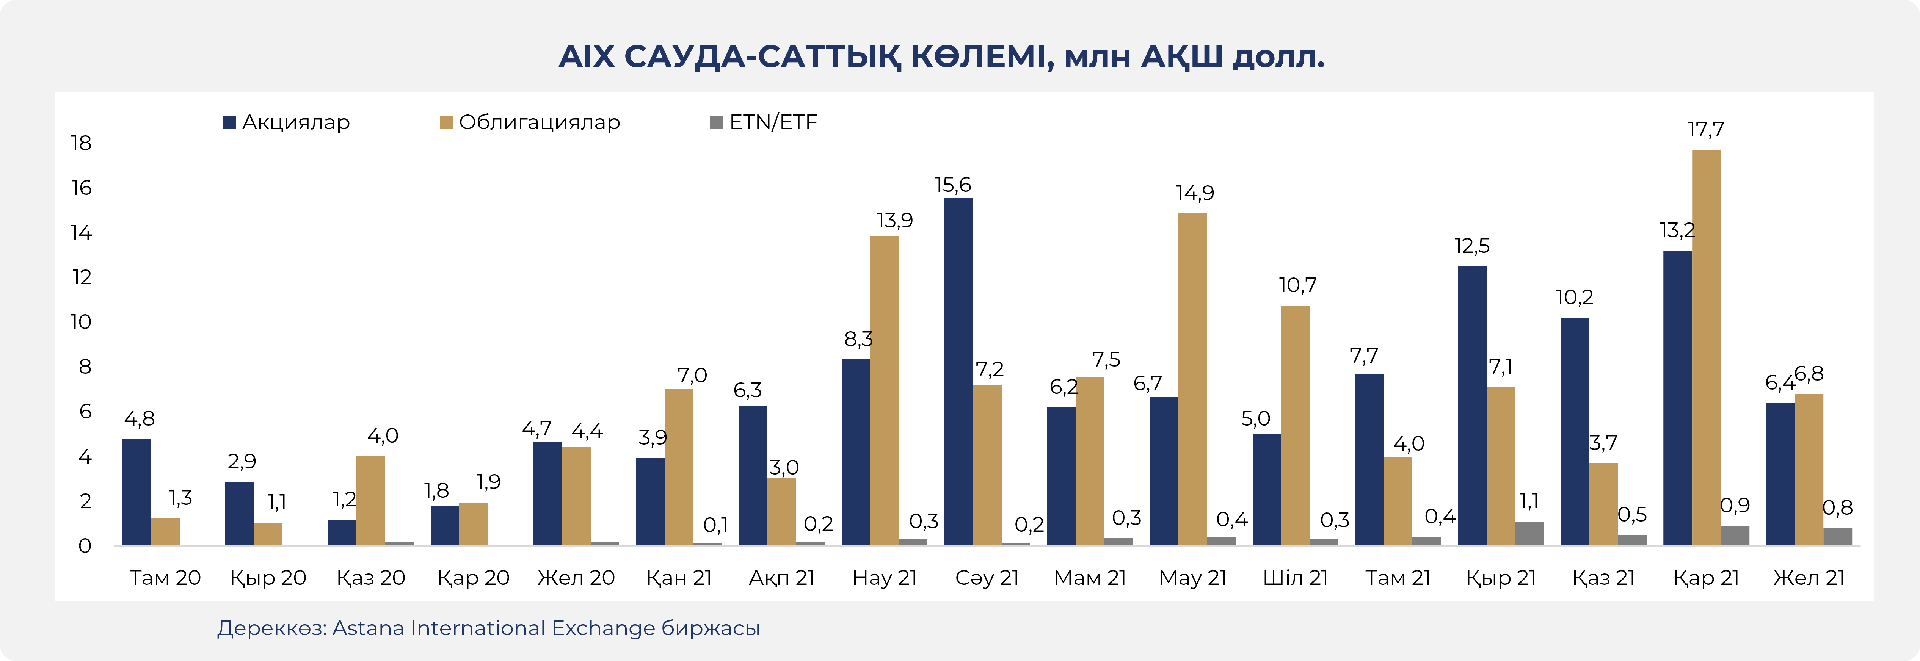 AIX САУДА-САТТЫҚ КӨЛЕМІ, млн АҚШ долл.
Акциялар Облигациялар ETN/ETF
18
16
14
12
10
8
6
4
2
0
4,8 1,3
2,9 1,1
1,2 4,0
1,8 1,9
4,7 4,4
3,9 7,0 0,1
6,3 3,0 0,2
8,3 13,9 0,3
15,6 7,2 0,2
6,2 7,5 0,3
6,7 14,9 0,4
5,0 10,7 0,3
7,7 4,0 0,4
12,5 7,1 1,1
10,2 3,7 0,5
13,2 17,7 0,9
6,4 6,8 0,8
Там 20 Қыр 20 Қаз 20 Қар 20 Жел 20 Қан 21 Ақп 21 Нау 21 Сәу 21 Мам 21 Мау 21 Шіл 21 Там 21 Қыр 21 Қаз 21 Қар 21 Жел 21
Дереккөз: Astana International Exchange биржасы